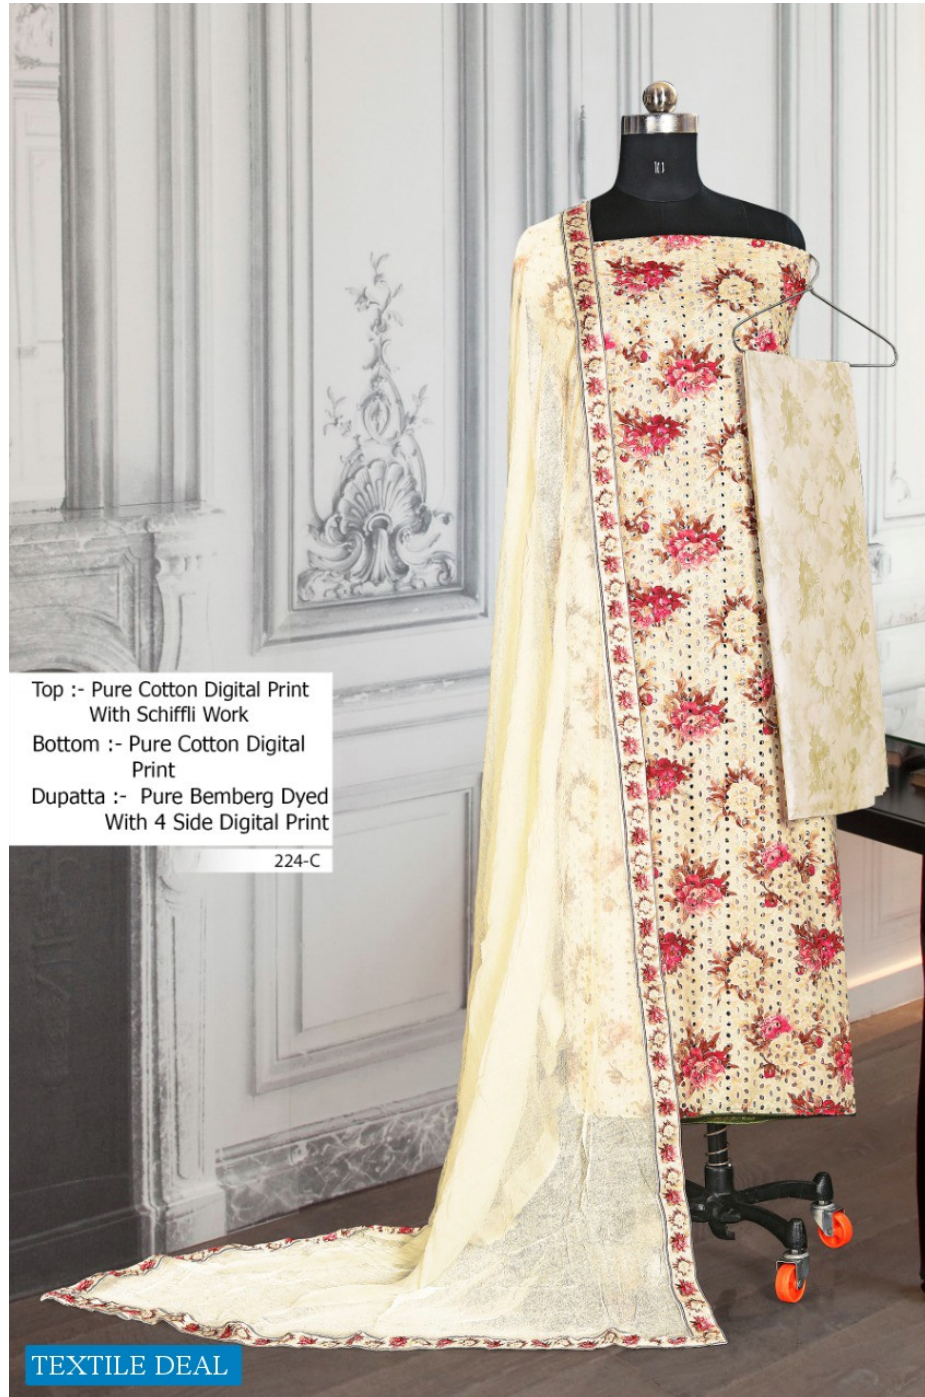 Top :- Pure Cotton Digital Print
With Schiffli Work
Bottom :- Pure Cotton Digital
Print
Dupatta :- Pure Bemberg Dyed
With 4 Side Digital Print
224-C
TEXTILE DEAL